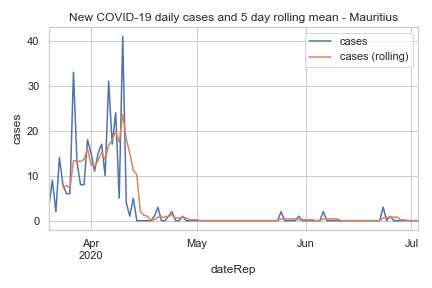 New COVID-19 daily cases and 5 day rolling mean - Mauritius
cases
cases (rolling)
40
30
20
10
0
cases
Apr
2020
May
Jun
Jul
dateRep